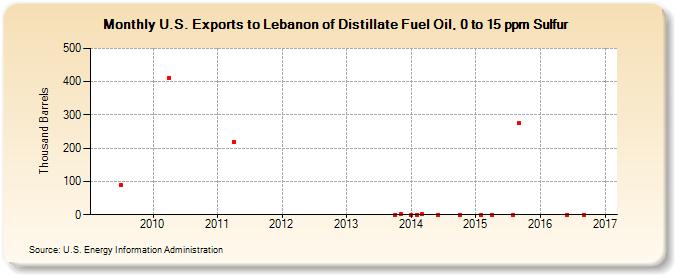 Monthly U.S. Exports to Lebanon of Distillate Fuel Oil, 0 to 15 ppm Sulfur
Thousand Barrels
500
400
300
200
100
0
2010 2011 2012 2013 2014 2015 2016 2017
Source: U.S. Energy Information Administration